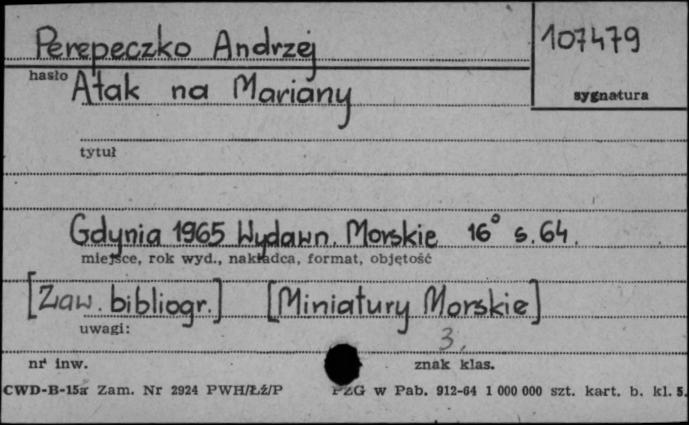 Perepeczko Andrzej
107479
hasło
sygnatura
Atak na Mariany
tytuł
Gdynia 1965 Wydawn. Morskie 16° s. 64.
miejsce, rok wyd., nakładca, format, objętość
[Zaw. bibliogr.] [Miniatury Morskie]
uwagi:
3.
nr inw.
znak klas.
CWD-B-15a Zam. Nr 2924 PWH/Łź/P PZG w Pab. 912-64 1 000 000 szt. kart. b. kl. 5.